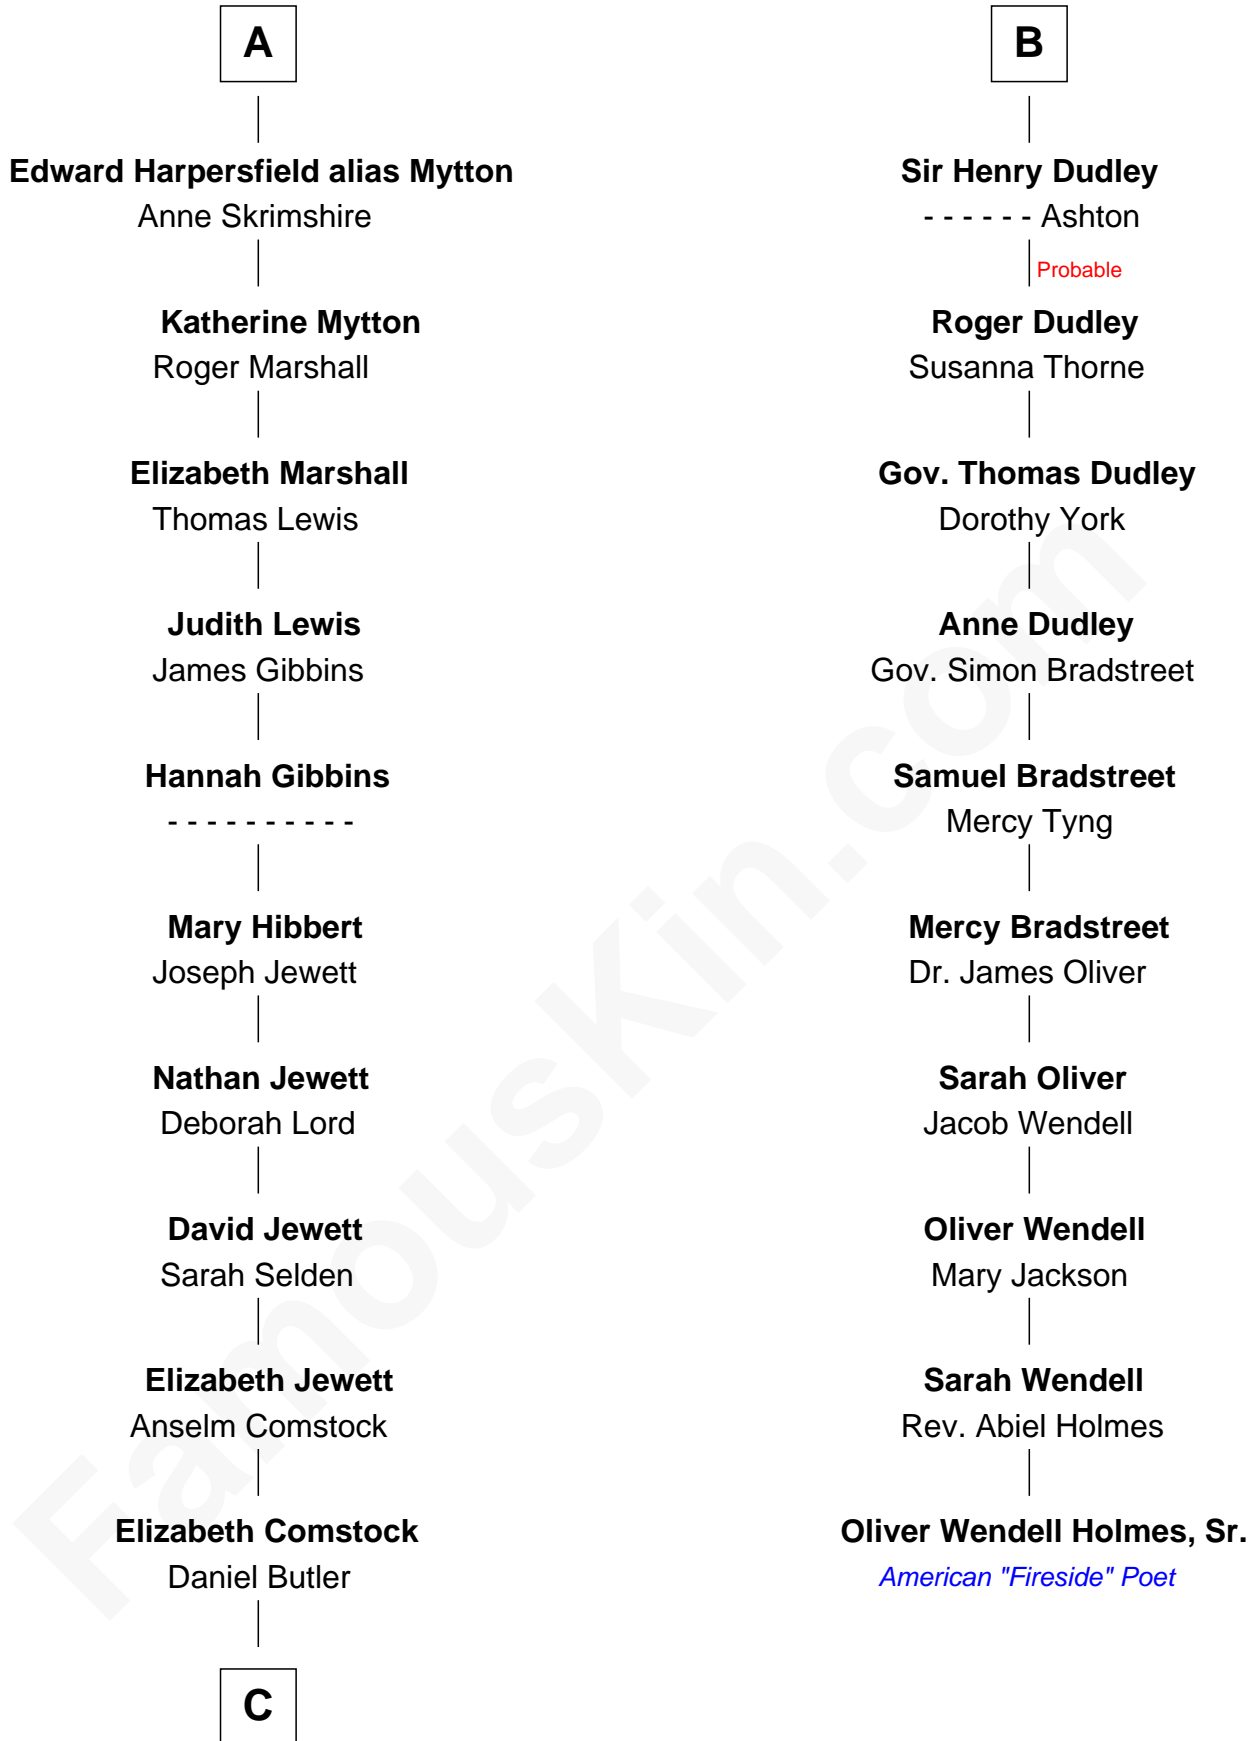 A
Edward Harpersfield alias Mytton
Anne Skrimshire
Katherine Mytton
Roger Marshall
Elizabeth Marshall
Thomas Lewis
Judith Lewis
James Gibbins
Hannah Gibbins
- - - - - - - - - -
Mary Hibbert
Joseph Jewett
Nathan Jewett
Deborah Lord
David Jewett
Sarah Selden
Elizabeth Jewett
Anselm Comstock
Elizabeth Comstock
Daniel Butler
C
B
Sir Henry Dudley
- - - - - - Ashton
Probable
Roger Dudley
Susanna Thorne
Gov. Thomas Dudley
Dorothy York
Anne Dudley
Gov. Simon Bradstreet
Samuel Bradstreet
Mercy Tyng
Mercy Bradstreet
Dr. James Oliver
Sarah Oliver
Jacob Wendell
Oliver Wendell
Mary Jackson
Sarah Wendell
Rev. Abiel Holmes
Oliver Wendell Holmes, Sr.
American "Fireside" Poet
FamousKin.com